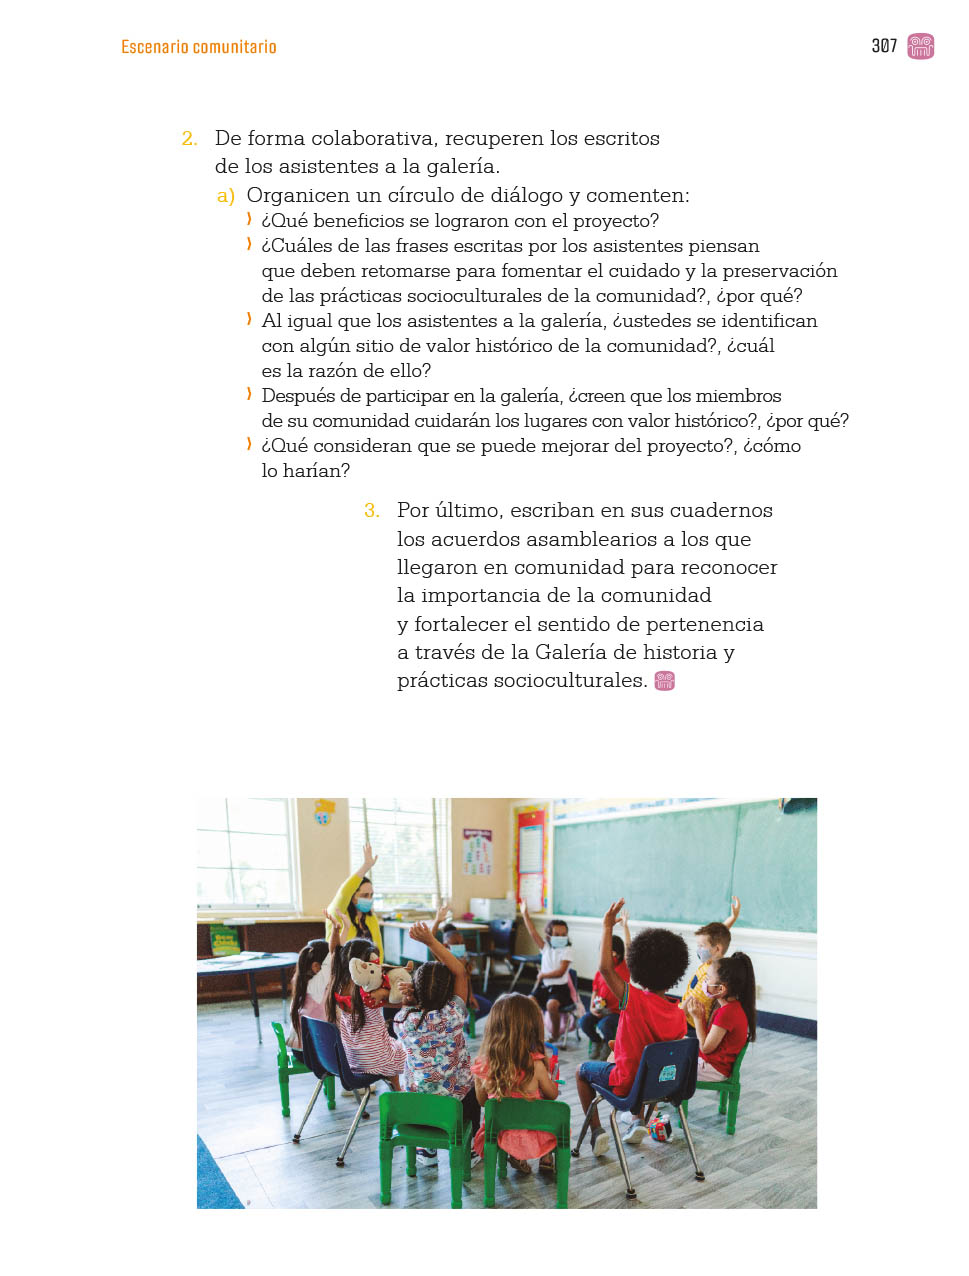 Escenario comunitario
307
2. De forma colaborativa, recuperen los escritos
de los asistentes a la galería.
a) Organicen un círculo de diálogo y comenten:
⟩ ¿Qué beneficios se lograron con el proyecto?
⟩ ¿Cuáles de las frases escritas por los asistentes piensan
que deben retomarse para fomentar el cuidado y la preservación
de las prácticas socioculturales de la comunidad?, ¿por qué?
⟩ Al igual que los asistentes a la galería, ¿ustedes se identifican
con algún sitio de valor histórico de la comunidad?, ¿cuál
es la razón de ello?
⟩ Después de participar en la galería, ¿creen que los miembros
de su comunidad cuidarán los lugares con valor histórico?, ¿por qué?
⟩ ¿Qué consideran que se puede mejorar del proyecto?, ¿cómo
lo harían?
3. Por último, escriban en sus cuadernos
los acuerdos asamblearios a los que
llegaron en comunidad para reconocer
la importancia de la comunidad
y fortalecer el sentido de pertenencia
a través de la Galería de historia y
prácticas socioculturales.